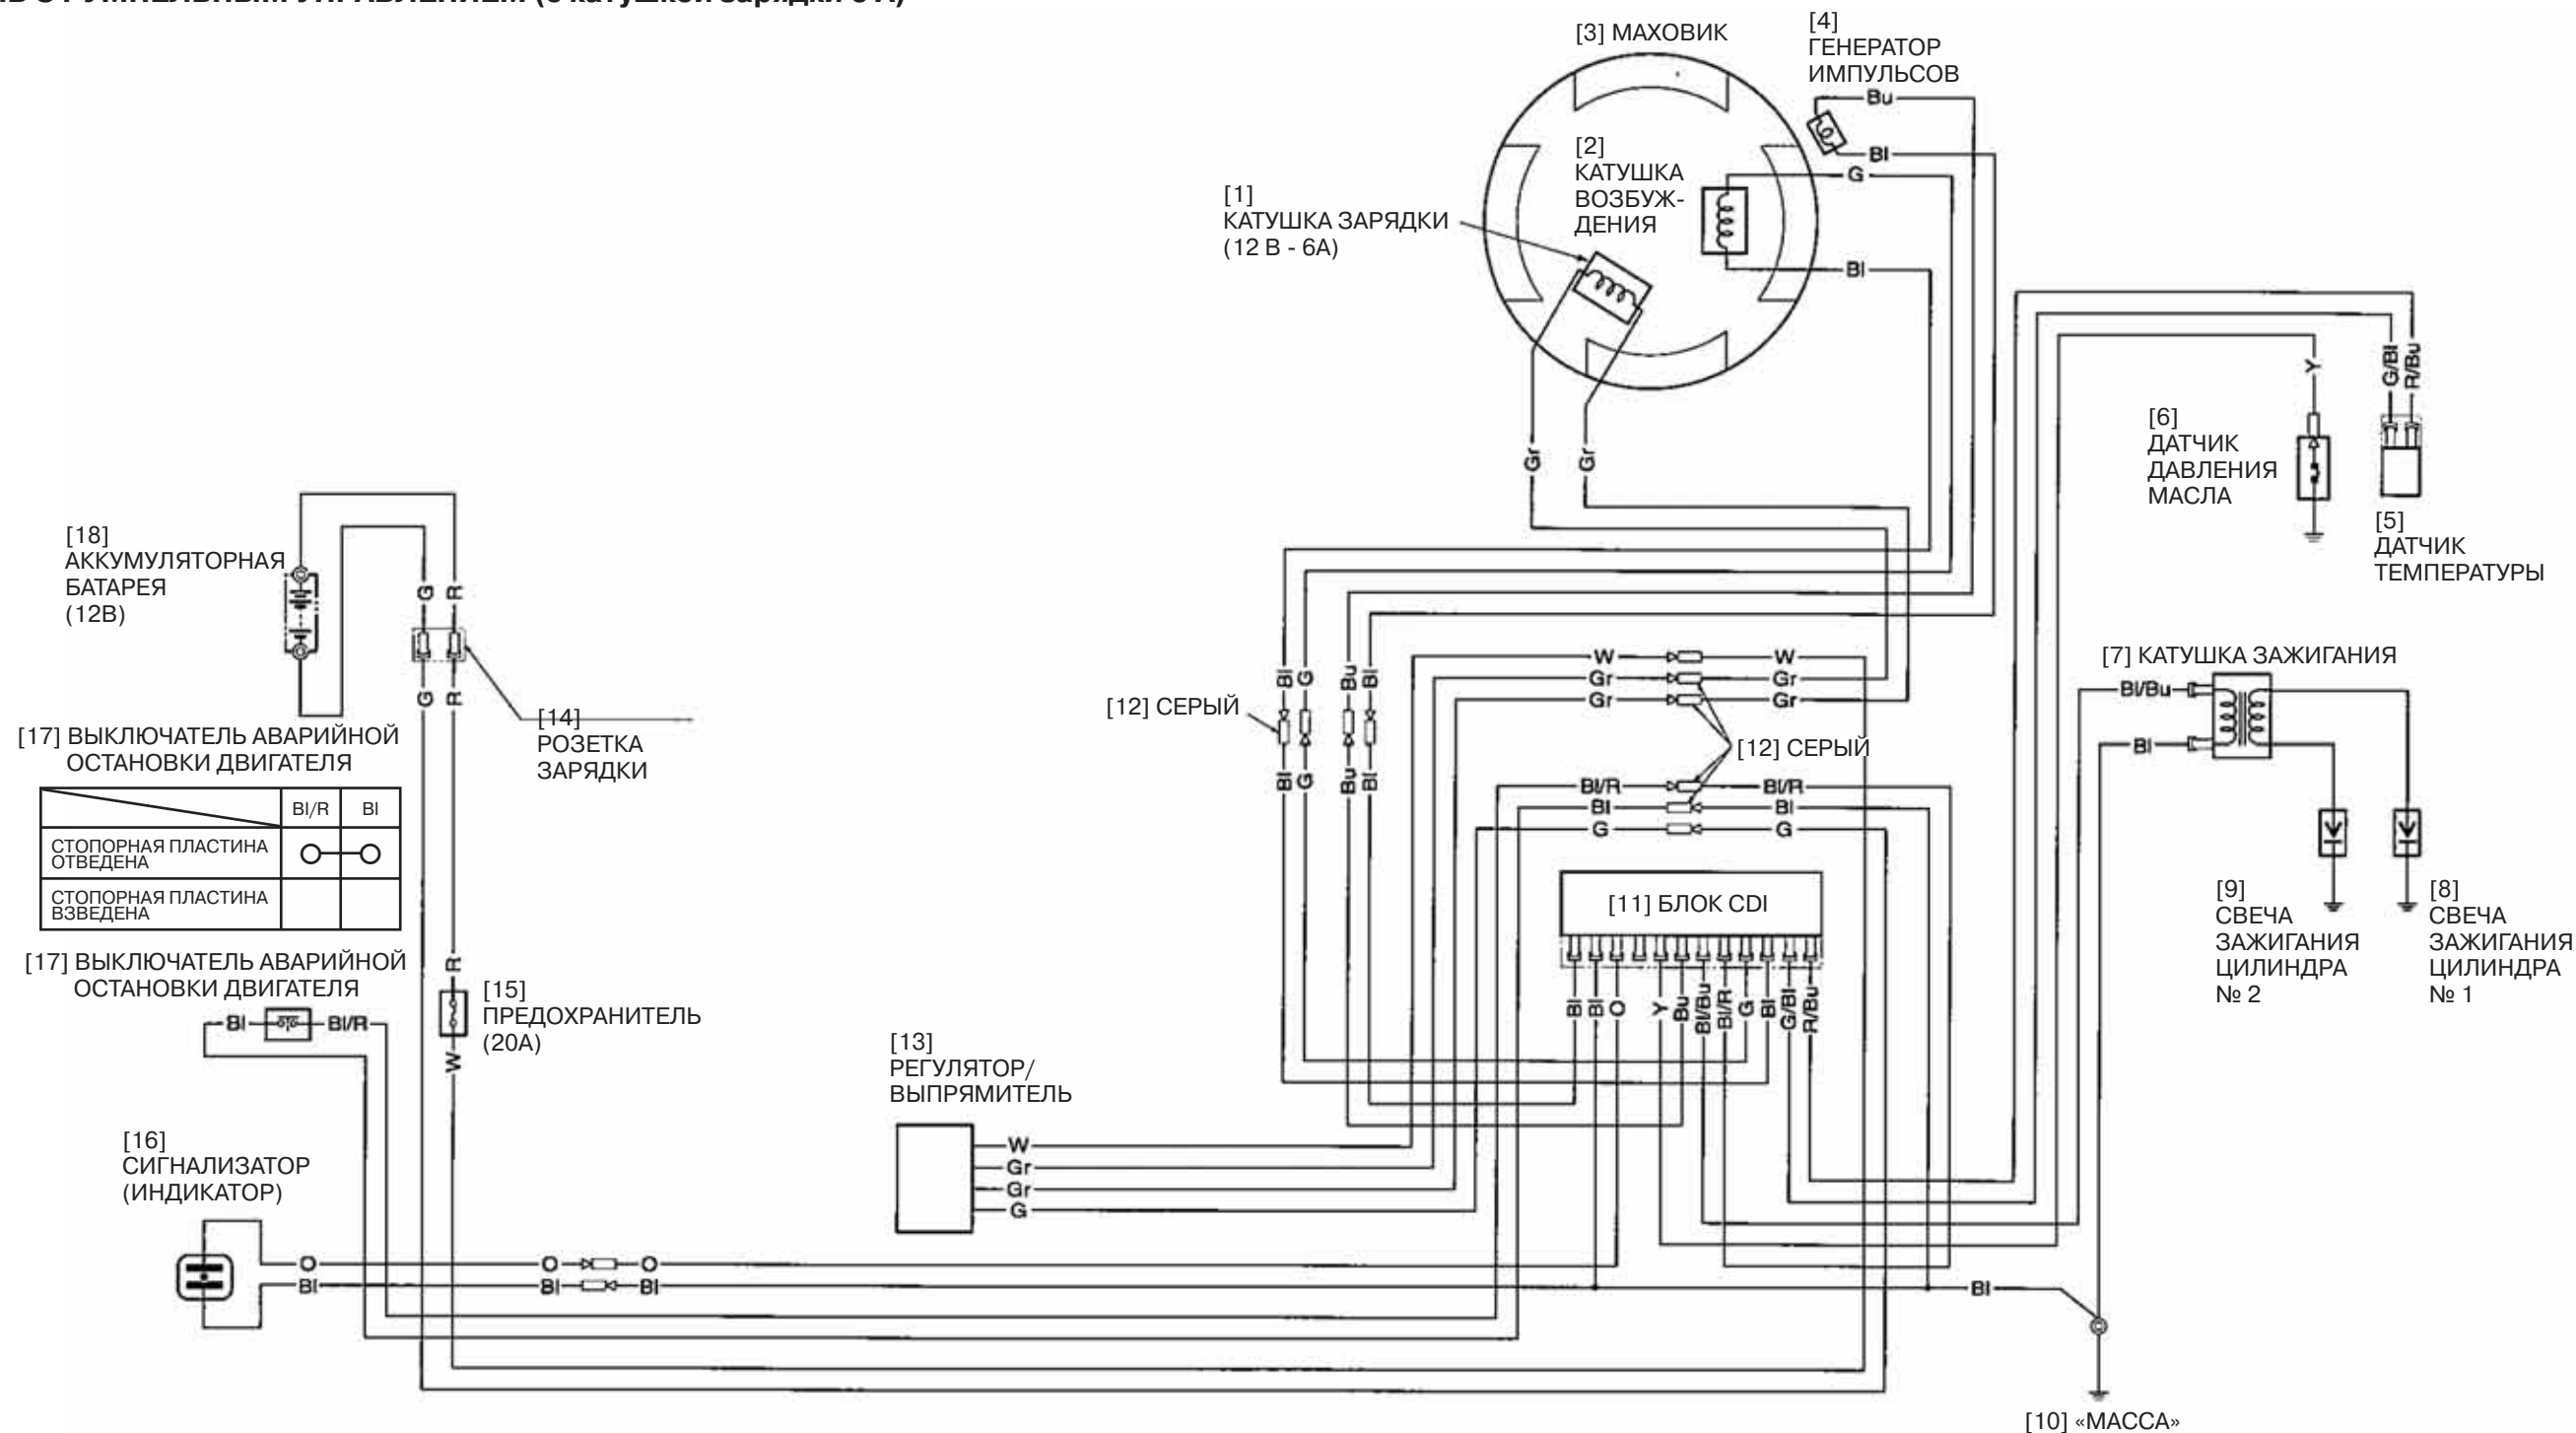 (с катушкой зарядки 6 А)
[3] МАХОВИК
[4]
ГЕНЕРАТОР
ИМПУЛЬСОВ
Bu
Bl
G
Bl
[2]
КАТУШКА
ВОЗБУЖ-
ДЕНИЯ
[1]
КАТУШКА ЗАРЯДКИ
(12 В - 6А)
Gr
Gr
Y
G/Bl
R/Bu
[6]
ДАТЧИК
ДАВЛЕНИЯ
МАСЛА
[5]
ДАТЧИК
ТЕМПЕРАТУРЫ
[18]
АККУМУЛЯТОРНАЯ
БАТАРЕЯ
(12В)
G R
G R
[14]
РОЗЕТКА
ЗАРЯДКИ
[12] СЕРЫЙ
Bl G Bu Bl
Bl G Bu Bl
W W
Gr Gr
Gr Gr
[12] СЕРЫЙ
Bl/R Bl/R
Bl Bl
G G
[7] КАТУШКА ЗАЖИГАНИЯ
Bl/Bu
Bl
[9]
СВЕЧА
ЗАЖИГАНИЯ
ЦИЛИНДРА
№ 2
[8]
СВЕЧА
ЗАЖИГАНИЯ
ЦИЛИНДРА
№ 1
[17] ВЫКЛЮЧАТЕЛЬ АВАРИЙНОЙ
ОСТАНОВКИ ДВИГАТЕЛЯ
Bl/R Bl
СТОПОРНАЯ ПЛАСТИНА
ОТВЕДЕНА
СТОПОРНАЯ ПЛАСТИНА
ВЗВЕДЕНА
[17] ВЫКЛЮЧАТЕЛЬ АВАРИЙНОЙ
ОСТАНОВКИ ДВИГАТЕЛЯ
Bl Bl/R
R
[15]
ПРЕДОХРАНИТЕЛЬ
(20А)
W
[11] БЛОК CDI
Bl Bl O Y Bu Bl/Bu Bl/R G Bl G/Bl R/Bu
[13]
РЕГУЛЯТОР/
ВЫПРЯМИТЕЛЬ
W
Gr
Gr
G
[16]
СИГНАЛИЗАТОР
(ИНДИКАТОР)
O O O
Bl Bl Bl
Bl
[10] «МАССА»